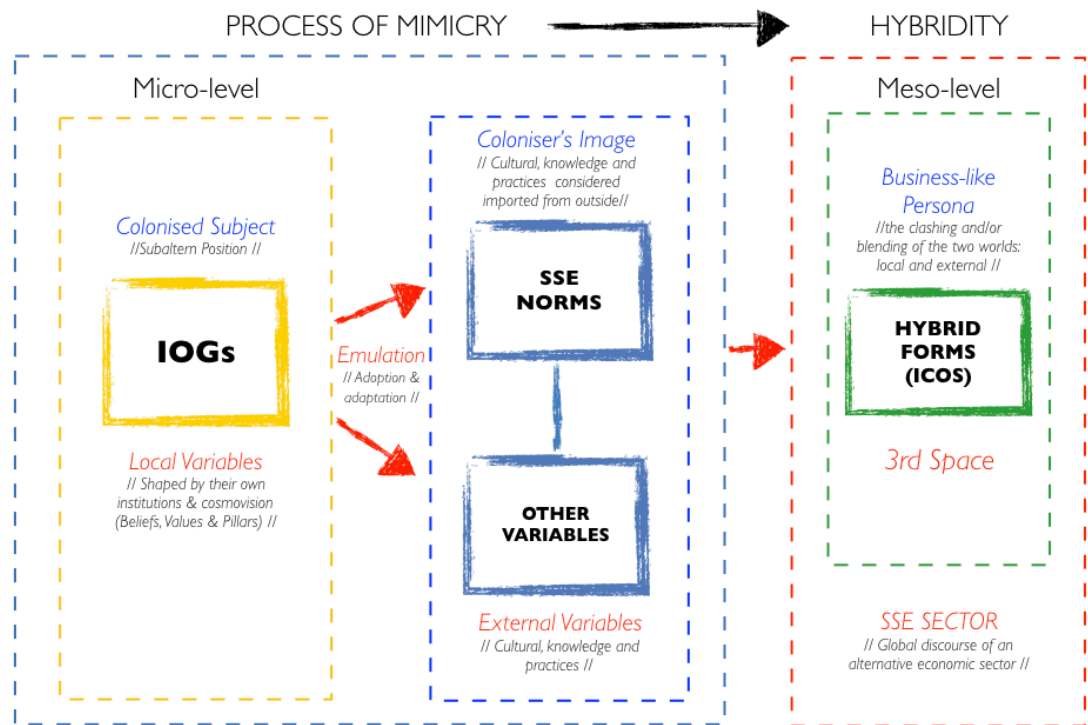 PROCESS OF MIMICRY
HYBRIDITY
Micro-level
Colonised Subject
//Subaltern Position //
IOGs
Local Variables
// Shaped by their own
institutions & cosmovision
(Beliefs, Values & Pillars) //
Emulation
// Adoption &
adaptation //
Coloniser's Image
// Cultural, knowledge and
practices considered
imported from outside//
SSE
NORMS
OTHER
VARIABLES
External Variables
// Cultural, knowledge and
practices //
Meso-level
Business-like
Persona
//the clashing and/or
blending of the two worlds:
local and external //
HYBRID
FORMS
(ICOS)
3rd Space
SSE SECTOR
// Global discourse of an
alternative economic sector //